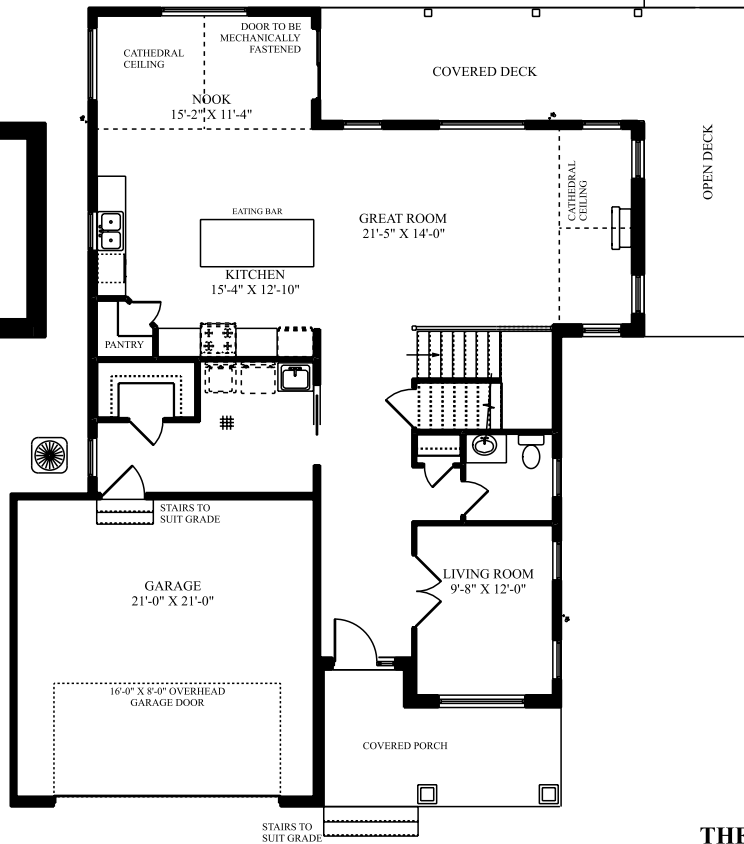 DOOR TO BE
MECHANICALLY
FASTENED
CATHEDRAL
CEILING
COVERED DECK
NOOK
15'-2" X 11'-4"
OPEN DECK
CATHEDRAL
CEILING
EATING BAR
GREAT ROOM
21'-5" X 14'-0"
KITCHEN
15'-4" X 12'-10"
PANTRY
STAIRS TO
SUIT GRADE
GARAGE
21'-0" X 21'-0"
LIVING ROOM
9'-8" X 12'-0"
16'-0" X 8'-0" OVERHEAD
GARAGE DOOR
COVERED PORCH
STAIRS TO
SUIT GRADE
THE